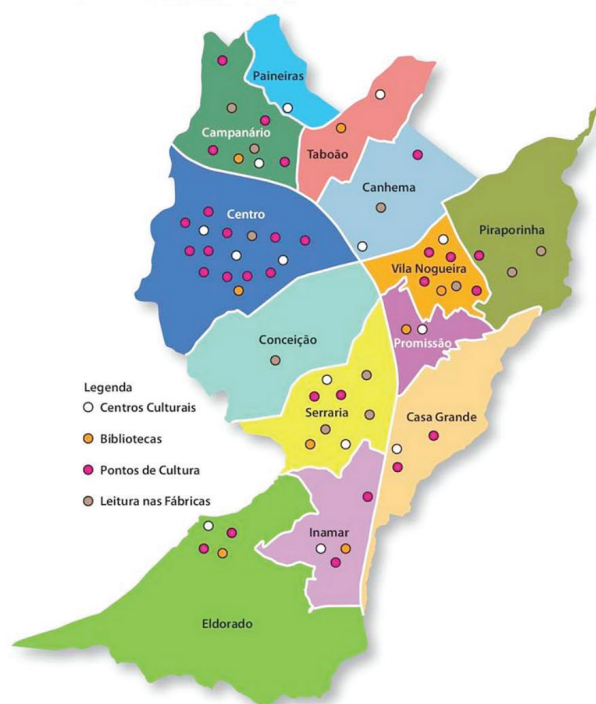 Paineiras
Campanário
Taboão
Canhema
Centro
Piraporinha
Vila Nogueira
Conceição
Promissão
Legenda
Centros Culturais
Bibliotecas
Pontos de Cultura
Leitura nas Fábricas
Serraria
Casa Grande
Inamar
Eldorado